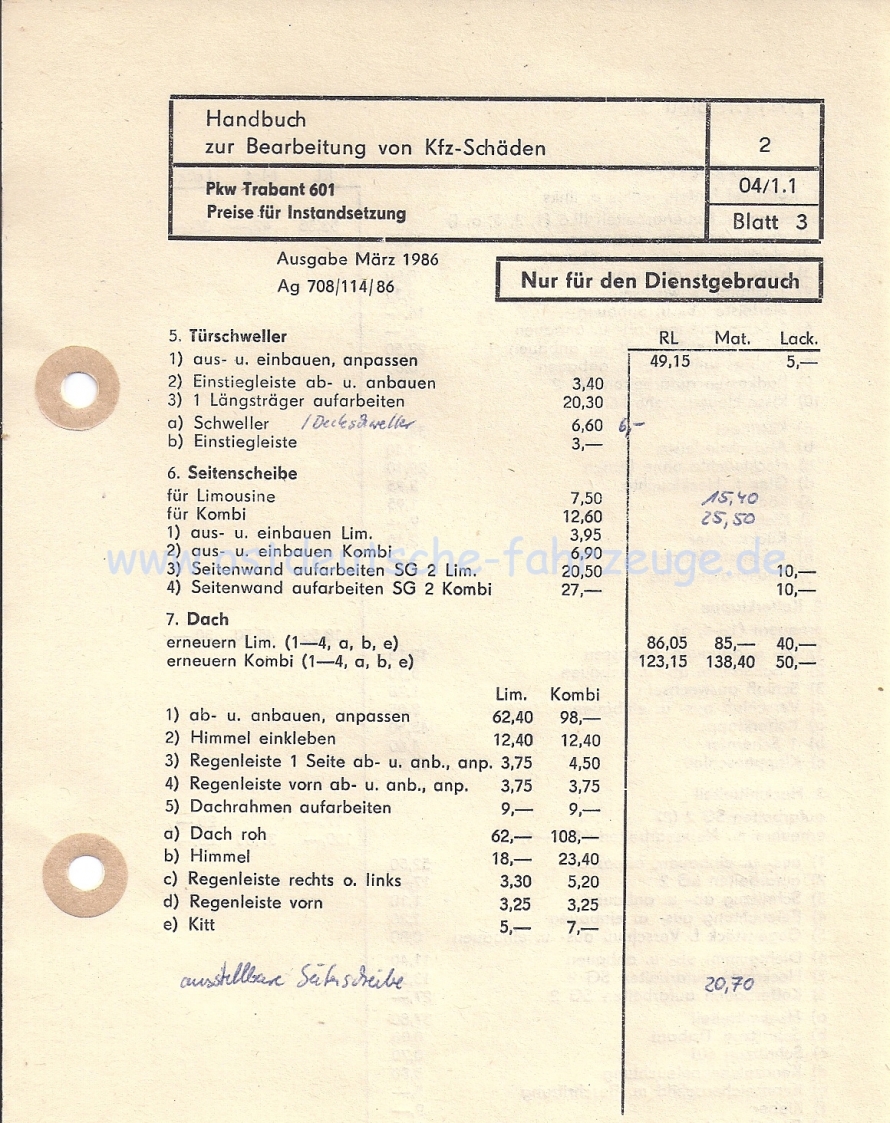 Handbuch
zur Bearbeitung von Kfz-Schäden
2
Pkw Trabant 601
Preise für Instandsetzung
04/1.1
Blatt 3
Ausgabe März 1986
Ag 708/114/86
Nur für den Dienstgebrauch
5. Türschweller RL Mat. Lack.
1) aus- u. einbauen, anpassen 49,15 5,—
2) Einstiegleiste ab- u. anbauen 3,40
3) 1 Längsträger aufarbeiten 20,30
a) Schweller /Deckschweller 6,60 6,-
b) Einstiegleiste 3,—
6. Seitenscheibe
für Limousine 7,50 15,40
für Kombi 12,60 25,50
1) aus- u. einbauen Lim. 3,95
2) aus- u. einbauen Kombi 6,90
www.ostdeutsche-fahrzeuge.de
3) Seitenwand aufarbeiten SG 2 Lim. 20,50 10,—
4) Seitenwand aufarbeiten SG 2 Kombi 27,— 10,—
7. Dach
erneuern Lim. (1—4, a, b, e) 86,05 85,— 40,—
erneuern Kombi (1—4, a, b, e) 123,15 138,40 50,—
Lim. Kombi
1) ab- u. anbauen, anpassen 62,40 98,—
2) Himmel einkleben 12,40 12,40
3) Regenleiste 1 Seite ab- u. anb., anp. 3,75 4,50
4) Regenleiste vorn ab- u. anb., anp. 3,75 3,75
5) Dachrahmen aufarbeiten 9,— 9,—
a) Dach roh 62,— 108,—
b) Himmel 18,— 23,40
c) Regenleiste rechts o. links 3,30 5,20
d) Regenleiste vorn 3,25 3,25
e) Kitt 5,— 7,—
ausstellbare Seitenscheibe 20,70